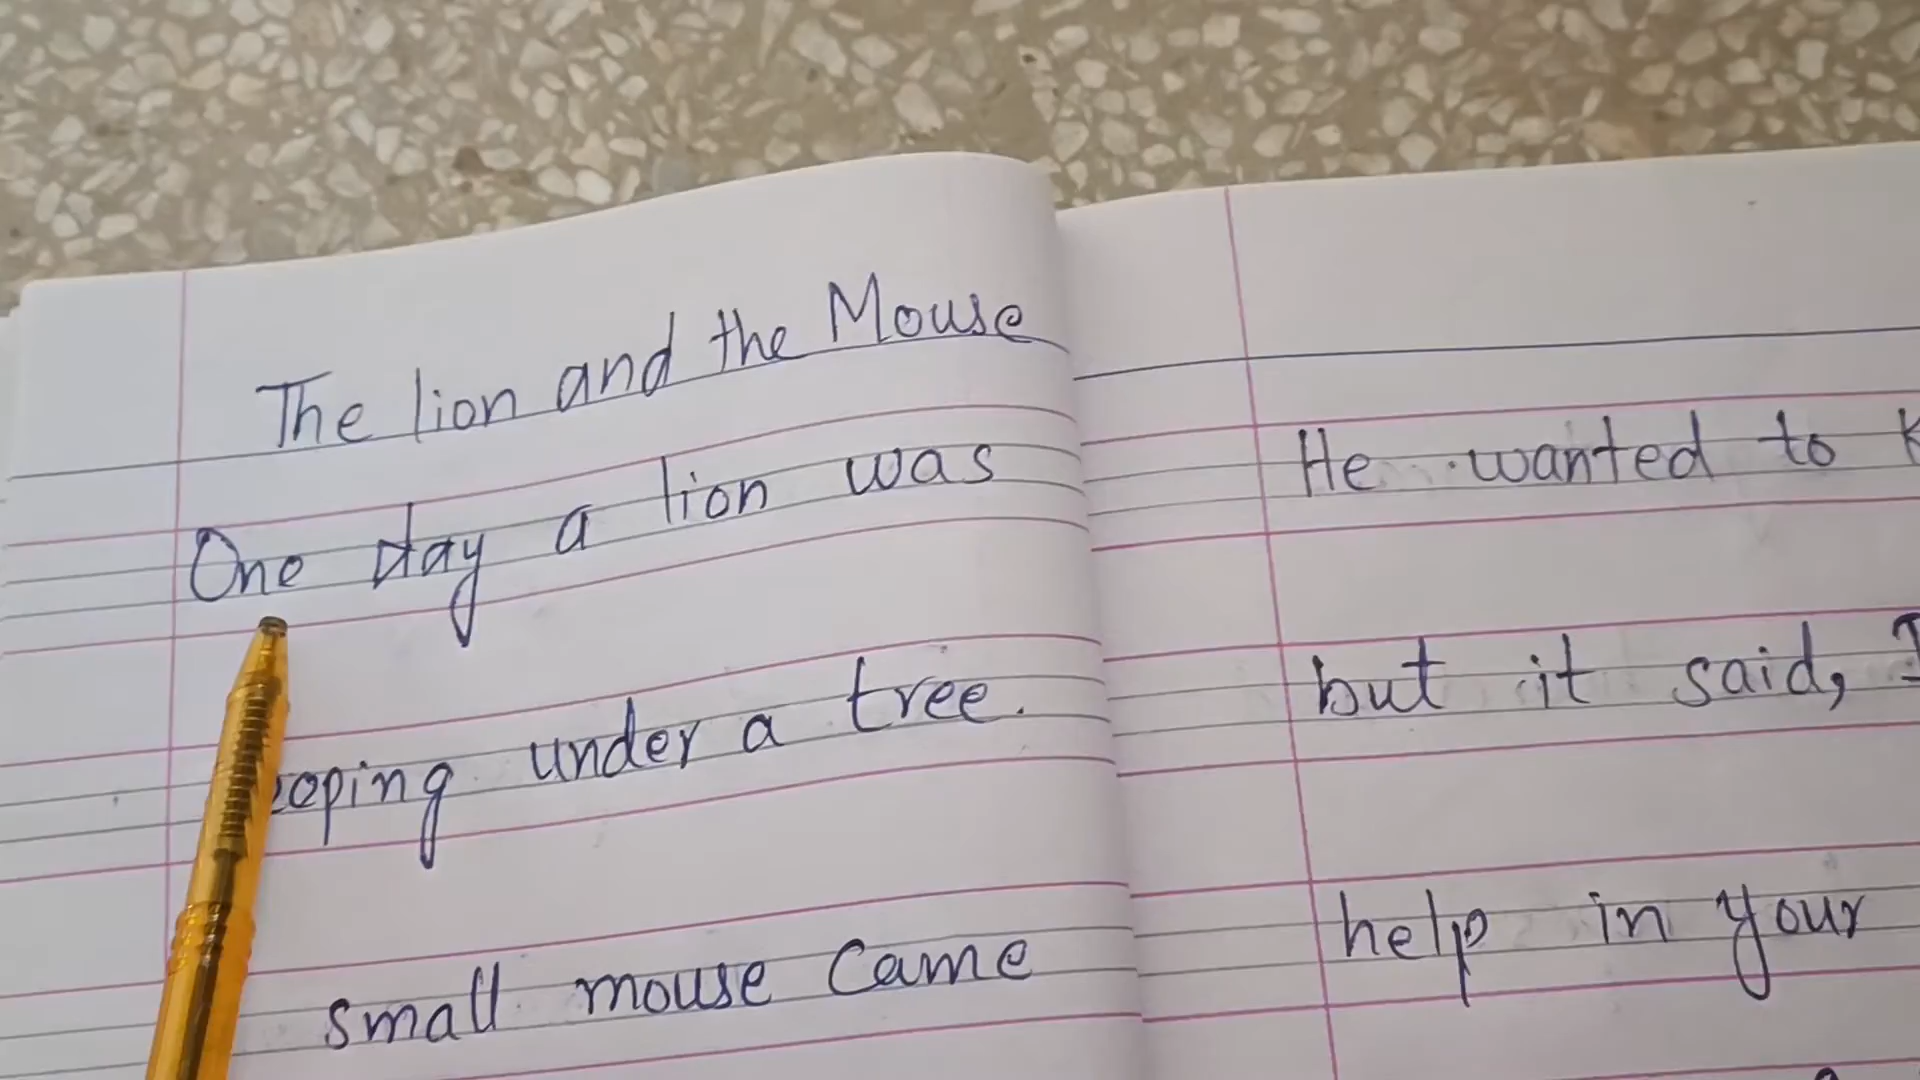 The lion and the Mouse
One day a lion was
under a tree.
small mouse Came
He wanted to
but it said, I
help in your